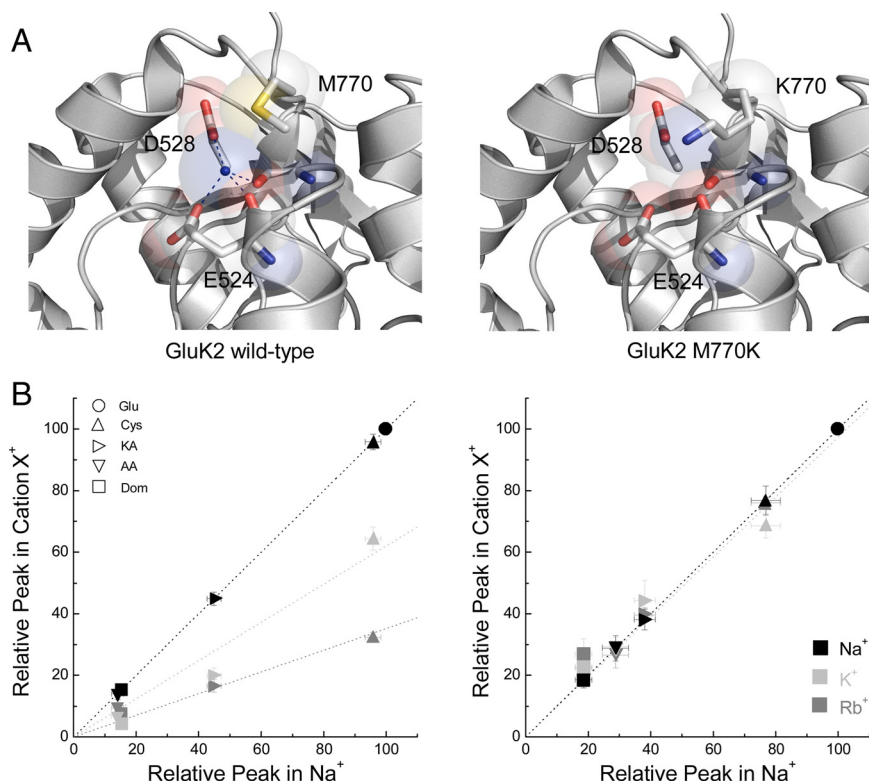 A
M770
D528
E524
GluK2 wild-type
K770
D528
E524
GluK2 M770K
B
Relative Peak in Cation X⁺
100
80
60
40
20
0
0 20 40 60 80 100
Relative Peak in Na⁺
Glu
Cys
KA
AA
Dom
Relative Peak in Cation X⁺
100
80
60
40
20
0
0 20 40 60 80 100
Relative Peak in Na⁺
Na⁺
K⁺
Rb⁺